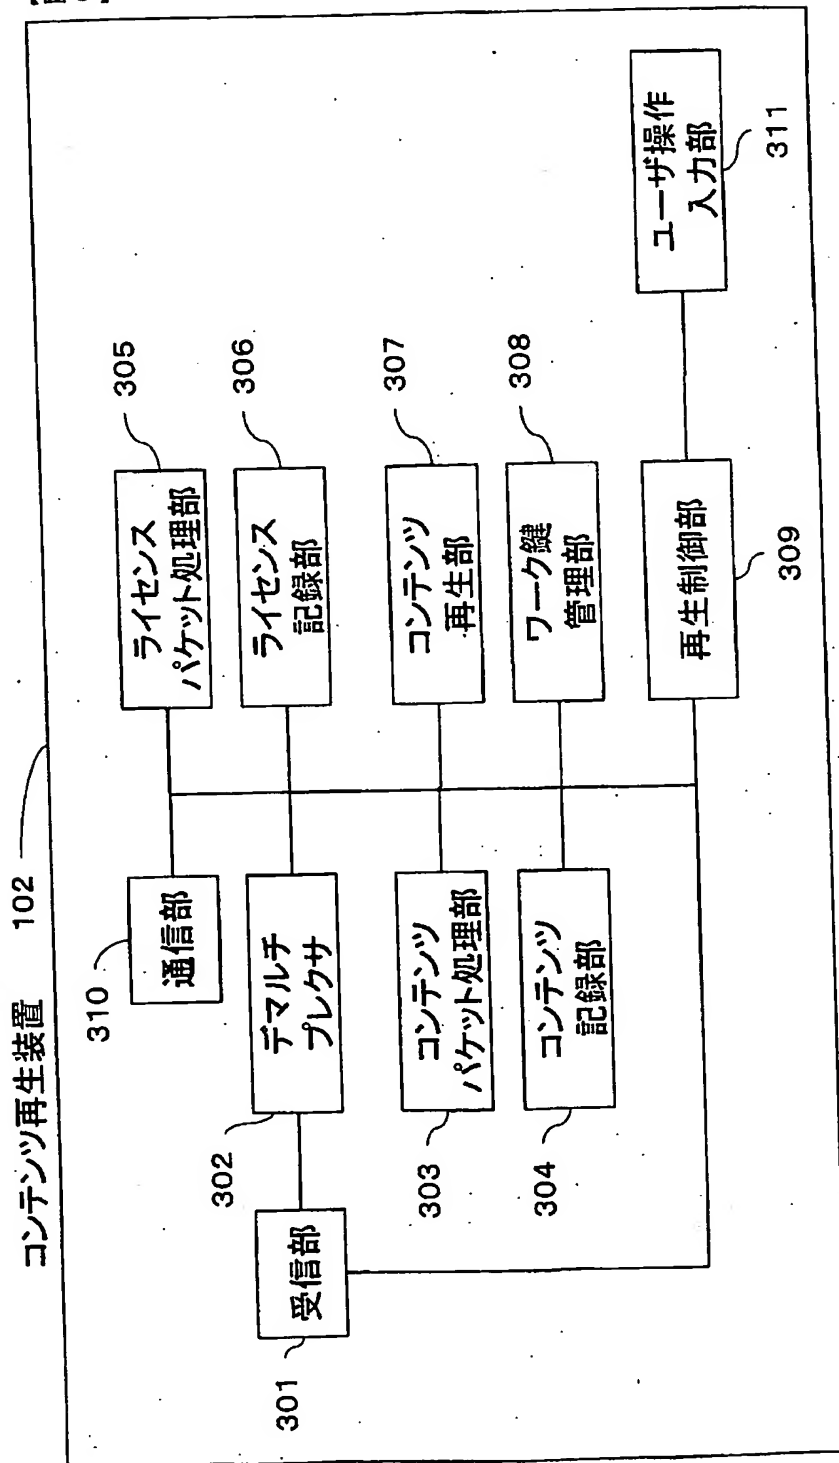 コンテンツ再生装置 102
310
通信部
ライセンス
パケット処理部
305
302
デマルチ
プレクサ
ライセンス
記録部
306
301
受信部
303
コンテンツ
パケット処理部
コンテンツ
再生部
307
304
コンテンツ
記録部
ワーク鍵
管理部
308
再生制御部
309
ユーザ操作
入力部
311